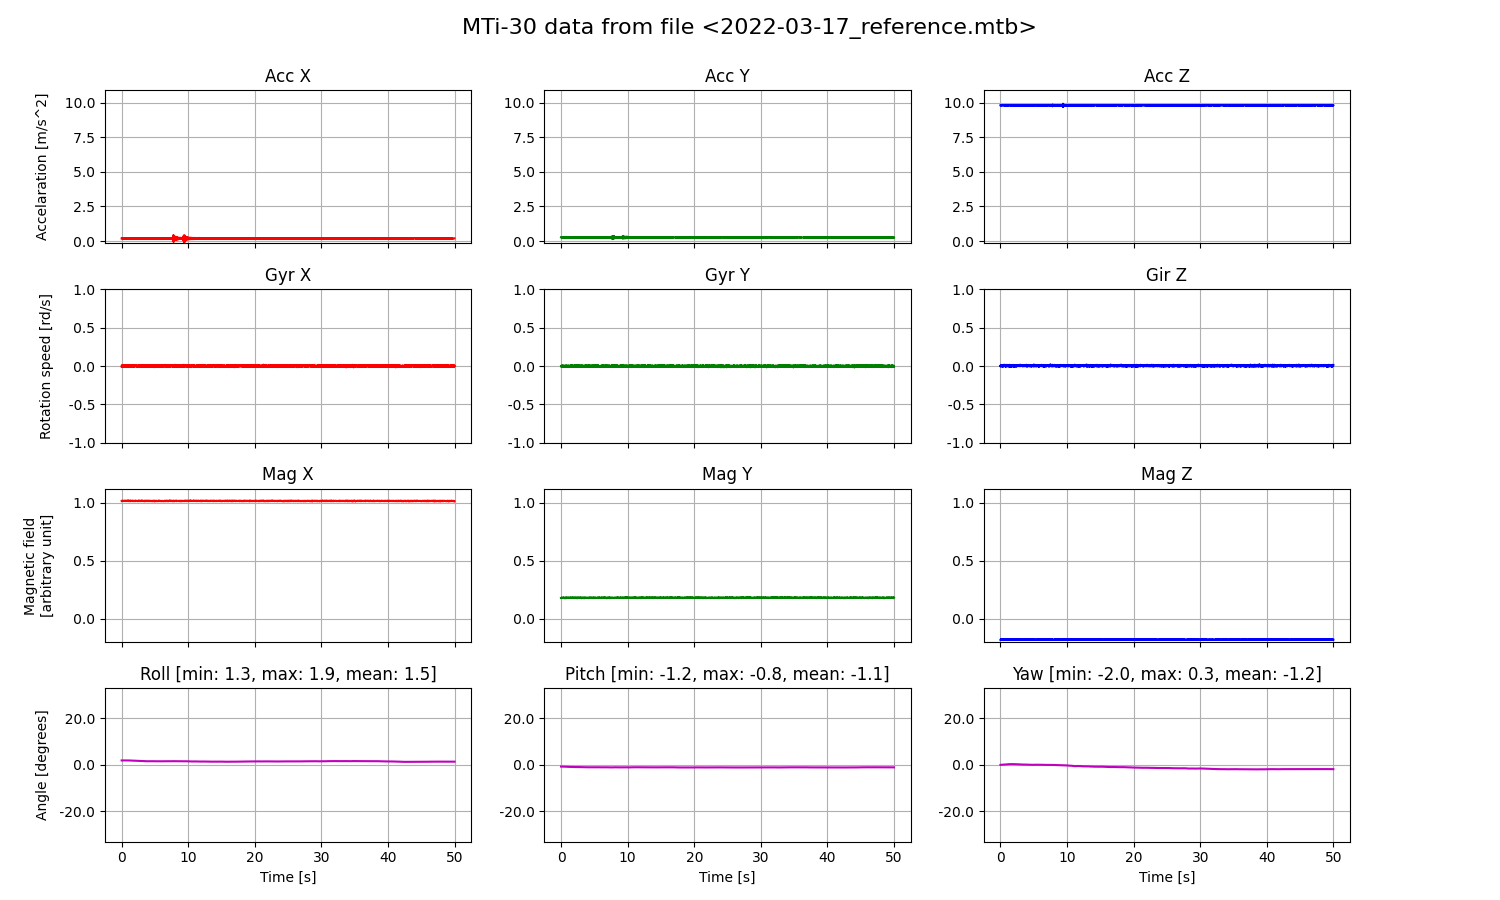 MTi-30 data from file <2022-03-17_reference.mtb>
Acc X
Acc Y
Acc Z
Accelaration [m/s^2]
10.0
7.5
5.0
2.5
0.0
10.0
7.5
5.0
2.5
0.0
10.0
7.5
5.0
2.5
0.0
Gyr X
Gyr Y
Gir Z
Rotation speed [rd/s]
1.0
0.5
0.0
-0.5
-1.0
1.0
0.5
0.0
-0.5
-1.0
1.0
0.5
0.0
-0.5
-1.0
Mag X
Mag Y
Mag Z
Magnetic field
[arbitrary unit]
1.0
0.5
0.0
1.0
0.5
0.0
1.0
0.5
0.0
Roll [min: 1.3, max: 1.9, mean: 1.5]
Pitch [min: -1.2, max: -0.8, mean: -1.1]
Yaw [min: -2.0, max: 0.3, mean: -1.2]
Angle [degrees]
20.0
0.0
-20.0
20.0
0.0
-20.0
20.0
0.0
-20.0
0 10 20 30 40 50
0 10 20 30 40 50
0 10 20 30 40 50
Time [s]
Time [s]
Time [s]